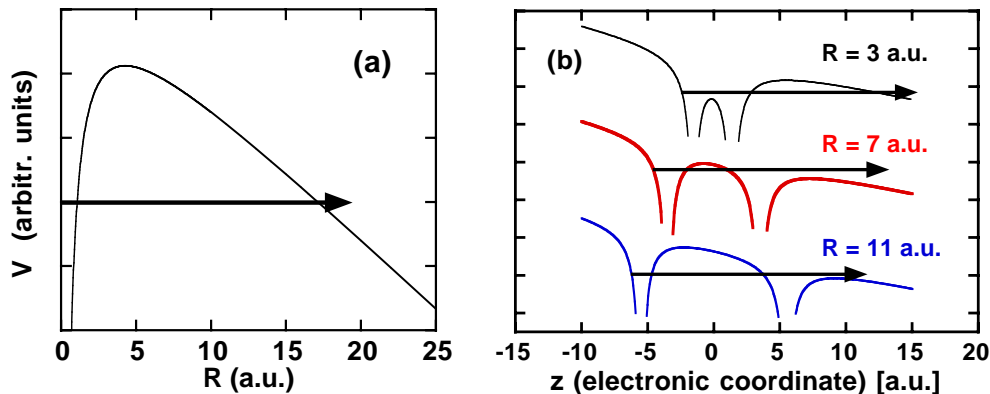 (a)
V (arbitr. units)
0 5 10 15 20 25
R (a.u.)
(b)
R = 3 a.u.
R = 7 a.u.
R = 11 a.u.
-15 -10 -5 0 5 10 15 20
z (electronic coordinate) [a.u.]